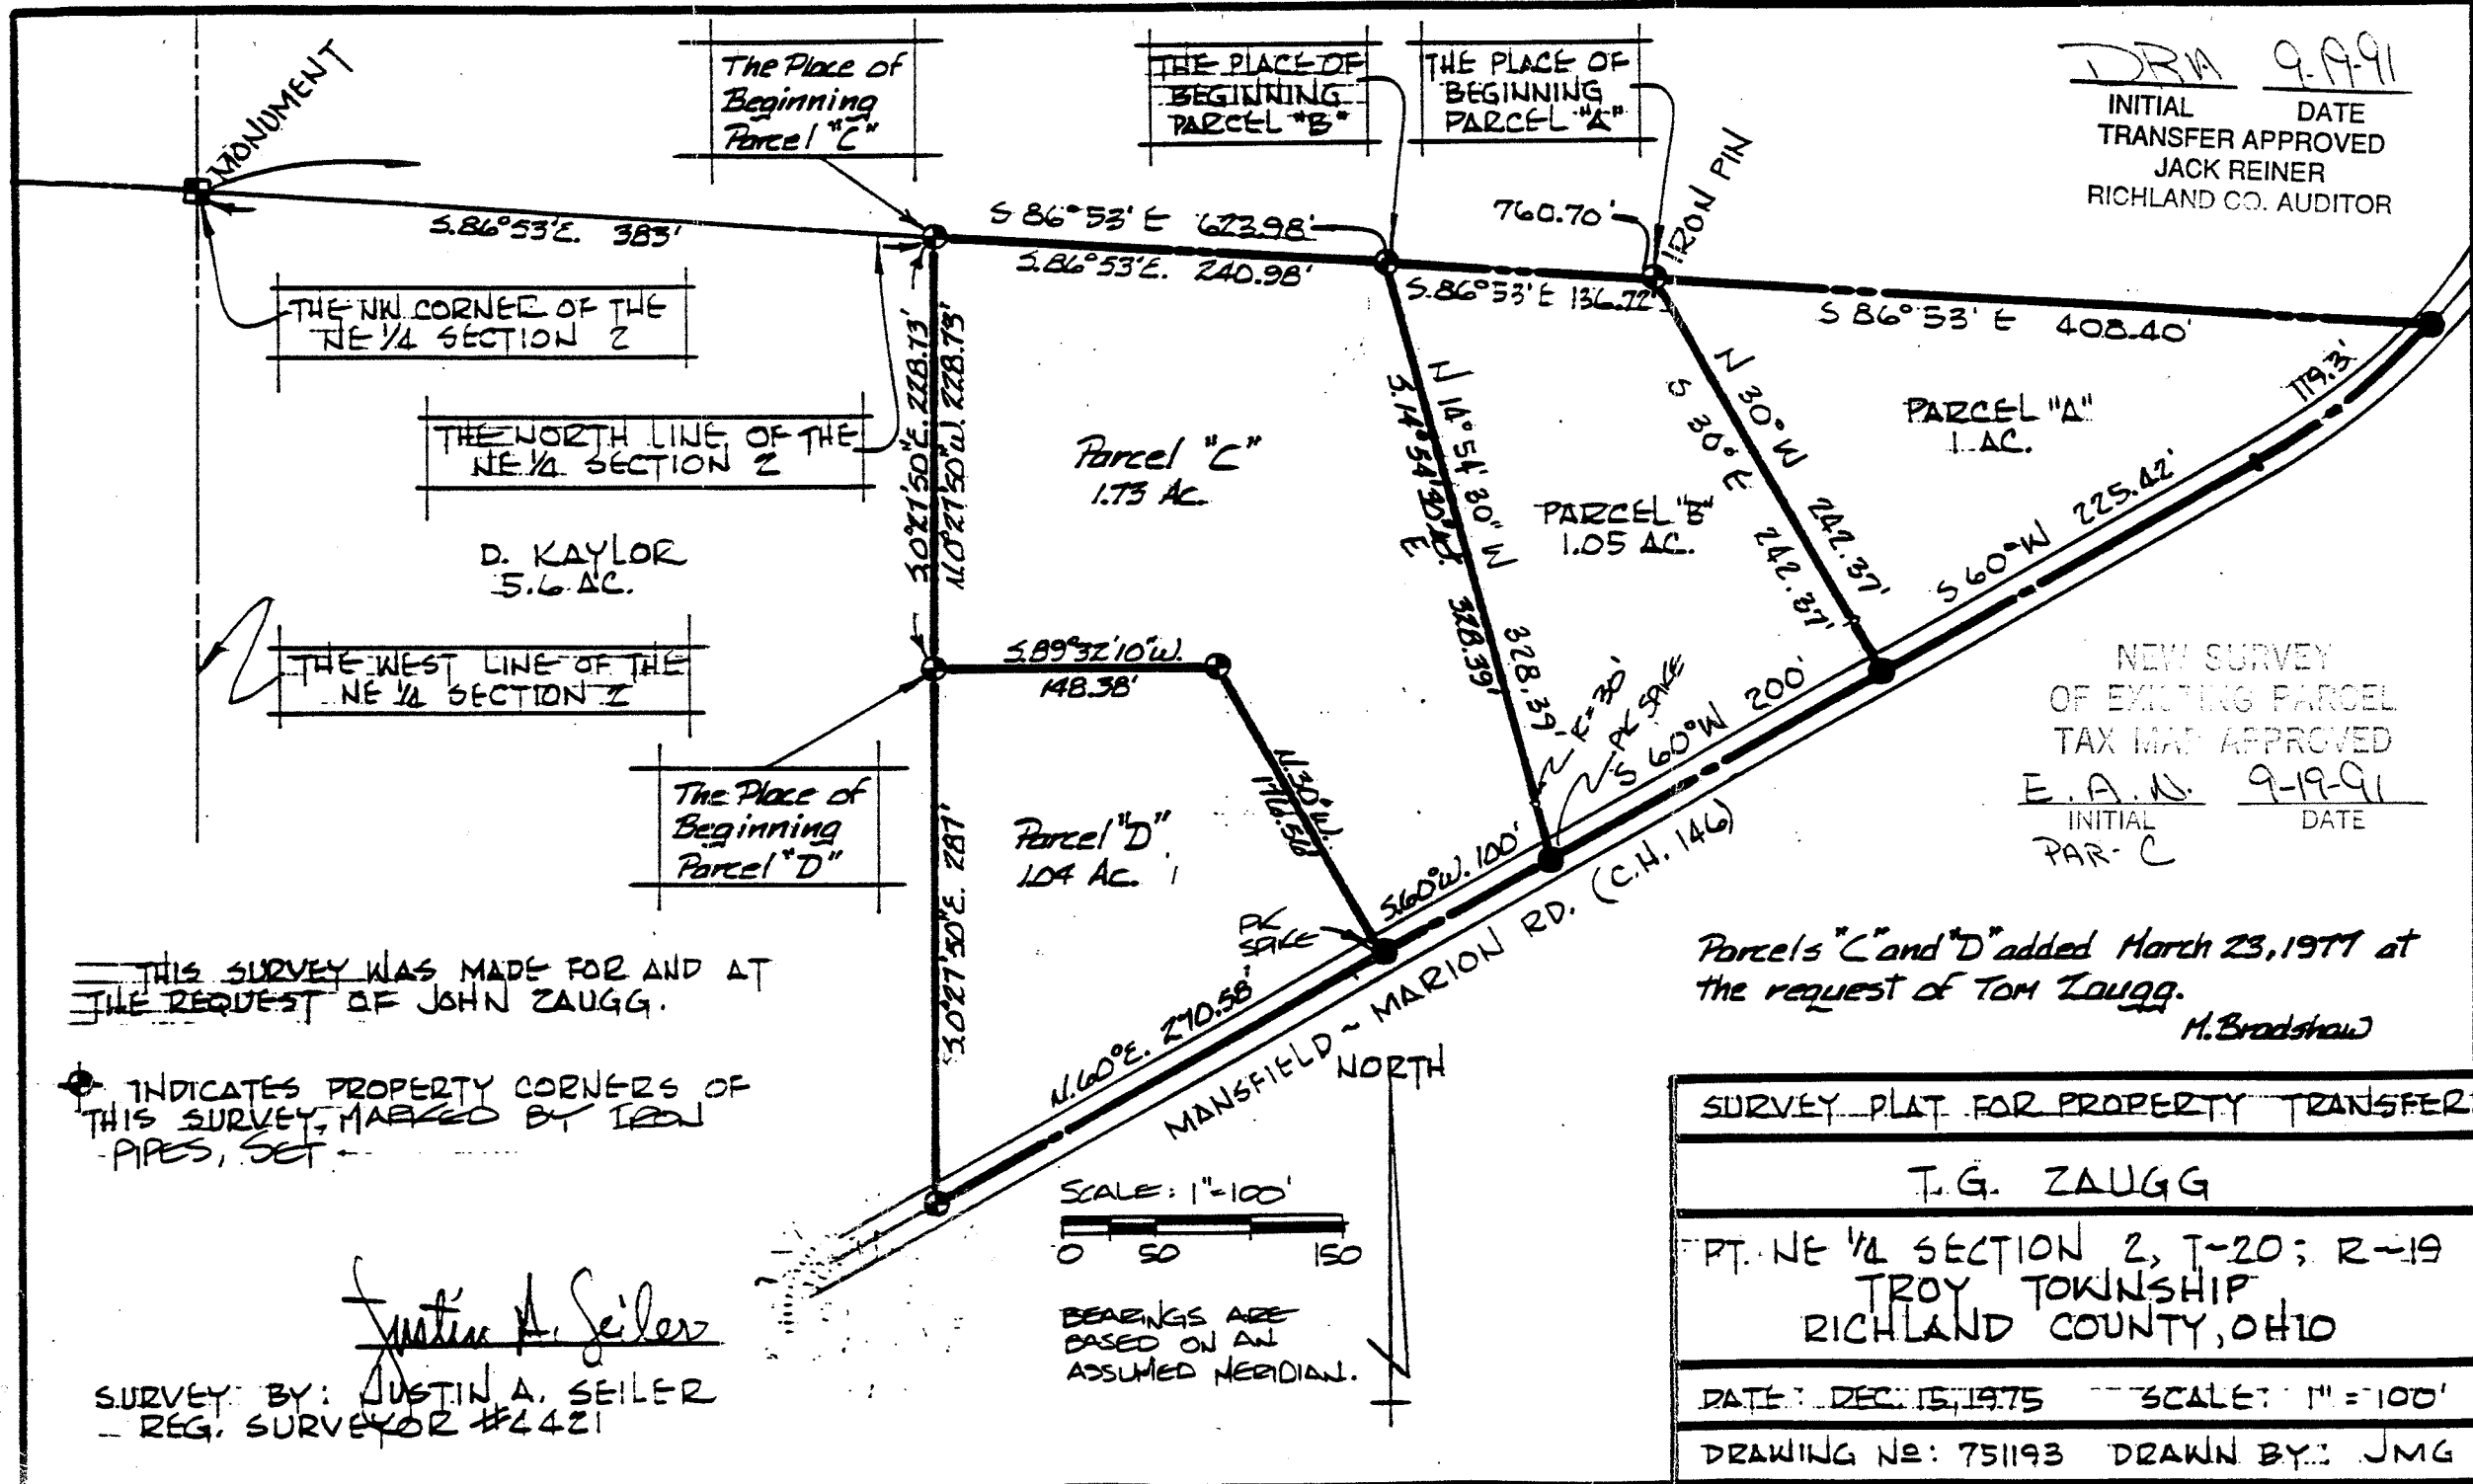 MONUMENT
The Place of
Beginning
Parcel "C"
THE PLACE OF
BEGINNING
PARCEL "B"
THE PLACE OF
BEGINNING
PARCEL "A"
IRON PIN
9-19-91
INITIAL DATE
TRANSFER APPROVED
JACK REINER
RICHLAND CO. AUDITOR
S.86°53'E. 383'
S 86°53' E 623.98'
S.86°53'E. 240.98'
760.70'
S.86°53'E 136.72'
S 86°53' E 408.40'
THE NW CORNER OF THE
NE 1/4 SECTION 2
THE NORTH LINE OF THE
NE 1/4 SECTION 2
S.0°27'50"E. 228.73'
N.0°27'50"W. 228.73'
Parcel "C"
1.73 Ac.
N 14°54' 30" W 328.39'
S.14°54'30" E 328.39'
PARCEL "B"
1.05 AC.
N 30° W 242.37'
S 30° E 242.37'
PARCEL "A"
1. AC.
119.3'
S 60° W 225.42'
D. KAYLOR
5.6 AC.
THE WEST LINE OF THE
NE 1/4 SECTION 2
S.89°32'10"W.
148.38'
R=30'
PK SPIKE
S 60° W 200'
NEW SURVEY
OF EXISTING PARCEL
TAX MAP APPROVED
E.A.N. 9-19-91
INITIAL DATE
PAR- C
The Place of
Beginning
Parcel "D"
Parcel "D"
1.04 Ac.
S.0°27'50"E. 287'
N.30°W.
S.60°W. 100'
PK
SPIKE
N.60°E. 290.58'
MANSFIELD ~ MARION RD. (C.H. 146)
THIS SURVEY WAS MADE FOR AND AT
THE REQUEST OF JOHN ZAUGG.
Parcels "C" and "D" added March 23, 1977 at
the request of Tom Zaugg.
M. Bradshaw
INDICATES PROPERTY CORNERS OF
THIS SURVEY, MARKED BY IRON
PIPES, SET
NORTH
SCALE: 1"=100'
0 50 150
BEARINGS ARE
BASED ON AN
ASSUMED MERIDIAN.
Justin A. Seiler
SURVEY BY: JUSTIN A. SEILER
REG. SURVEYOR #4421
SURVEY PLAT FOR PROPERTY TRANSFER
T.G. ZAUGG
PT. NE 1/4 SECTION 2, T-20; R-19
TROY TOWNSHIP
RICHLAND COUNTY, OHIO
DATE: DEC. 15, 1975 SCALE: 1" = 100'
DRAWING No: 751193 DRAWN BY: JMG